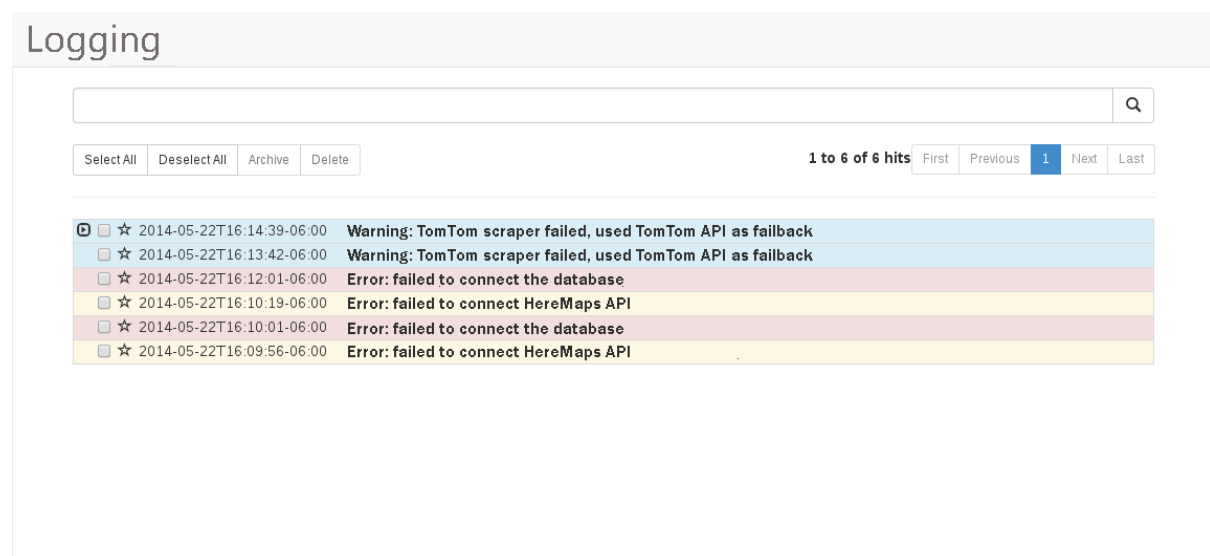 Logging
Select All Deselect All Archive Delete 1 to 6 of 6 hits First Previous 1 Next Last
2014-05-22T16:14:39-06:00 Warning: TomTom scraper failed, used TomTom API as failback
2014-05-22T16:13:42-06:00 Warning: TomTom scraper failed, used TomTom API as failback
2014-05-22T16:12:01-06:00 Error: failed to connect the database
2014-05-22T16:10:19-06:00 Error: failed to connect HereMaps API
2014-05-22T16:10:01-06:00 Error: failed to connect the database
2014-05-22T16:09:56-06:00 Error: failed to connect HereMaps API